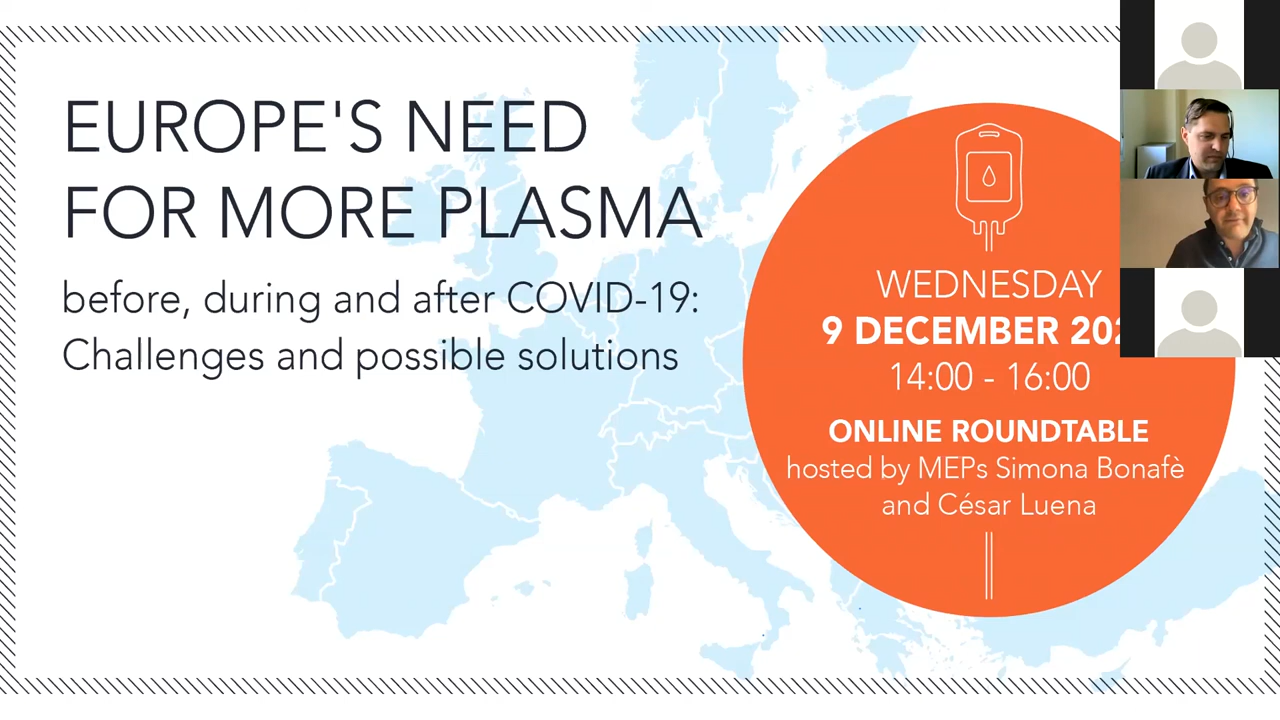 EUROPE'S NEED
FOR MORE PLASMA
before, during and after COVID-19:
Challenges and possible solutions
WEDNESDAY
9 DECEMBER
14:00 - 16:00
ONLINE ROUNDTABLE
hosted by MEPs Simona Bonafè
and César Luena